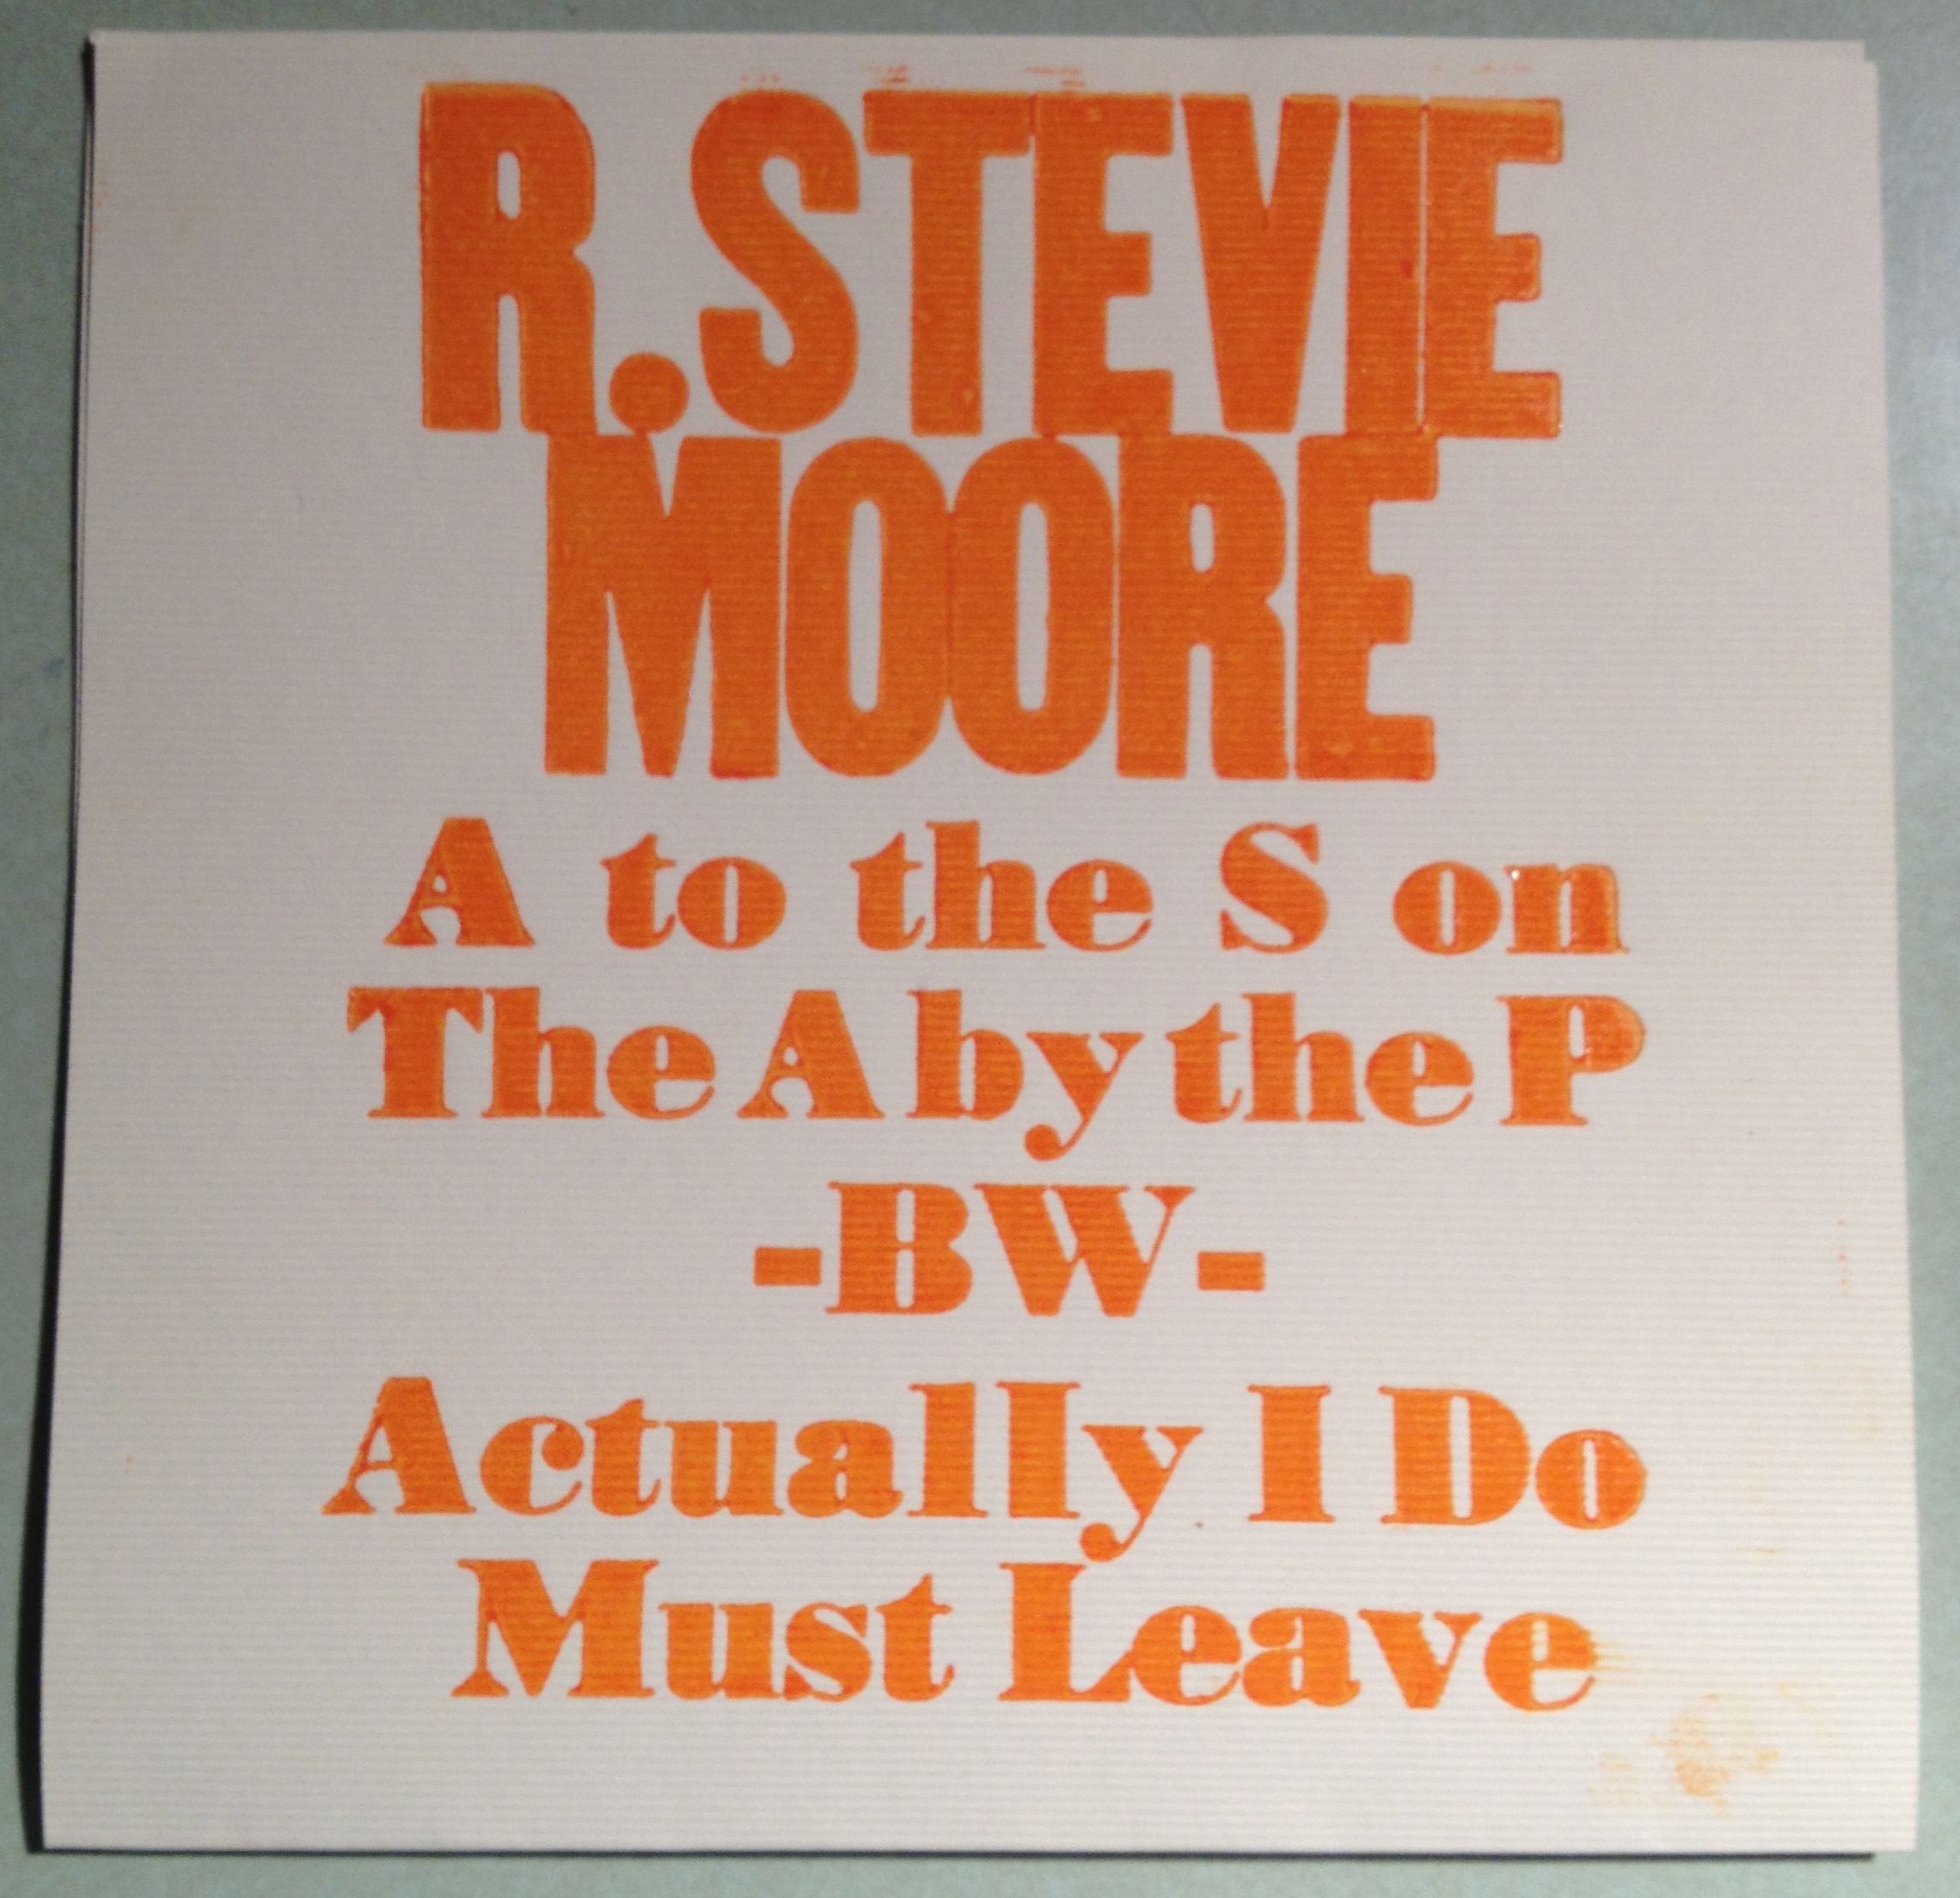 R.STEVIE
MOORE
A to the S on
The A by the P
-BW-
Actually I Do
Must Leave